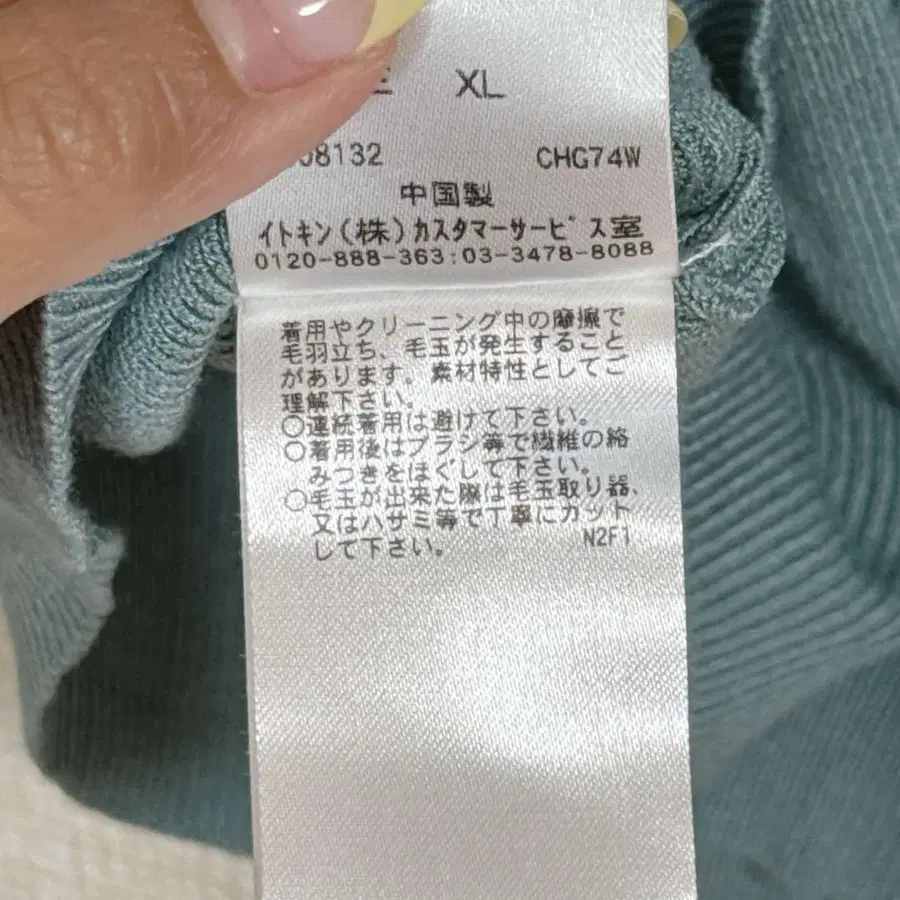 XL
08132 CHG74W
中国製
イトキン(株)カスタマーサービス室
0120-888-363:03-3478-8088
着用やクリーニング中の摩擦で
毛羽立ち、毛玉が発生すること
があります。素材特性としてご
理解下さい。
○連続着用は避けて下さい。
○着用後はブラシ等で繊維の絡
みつきをほぐして下さい。
○毛玉が出来た際は毛玉取り器、
又はハサミ等で丁寧にカット
して下さい。 N2F1